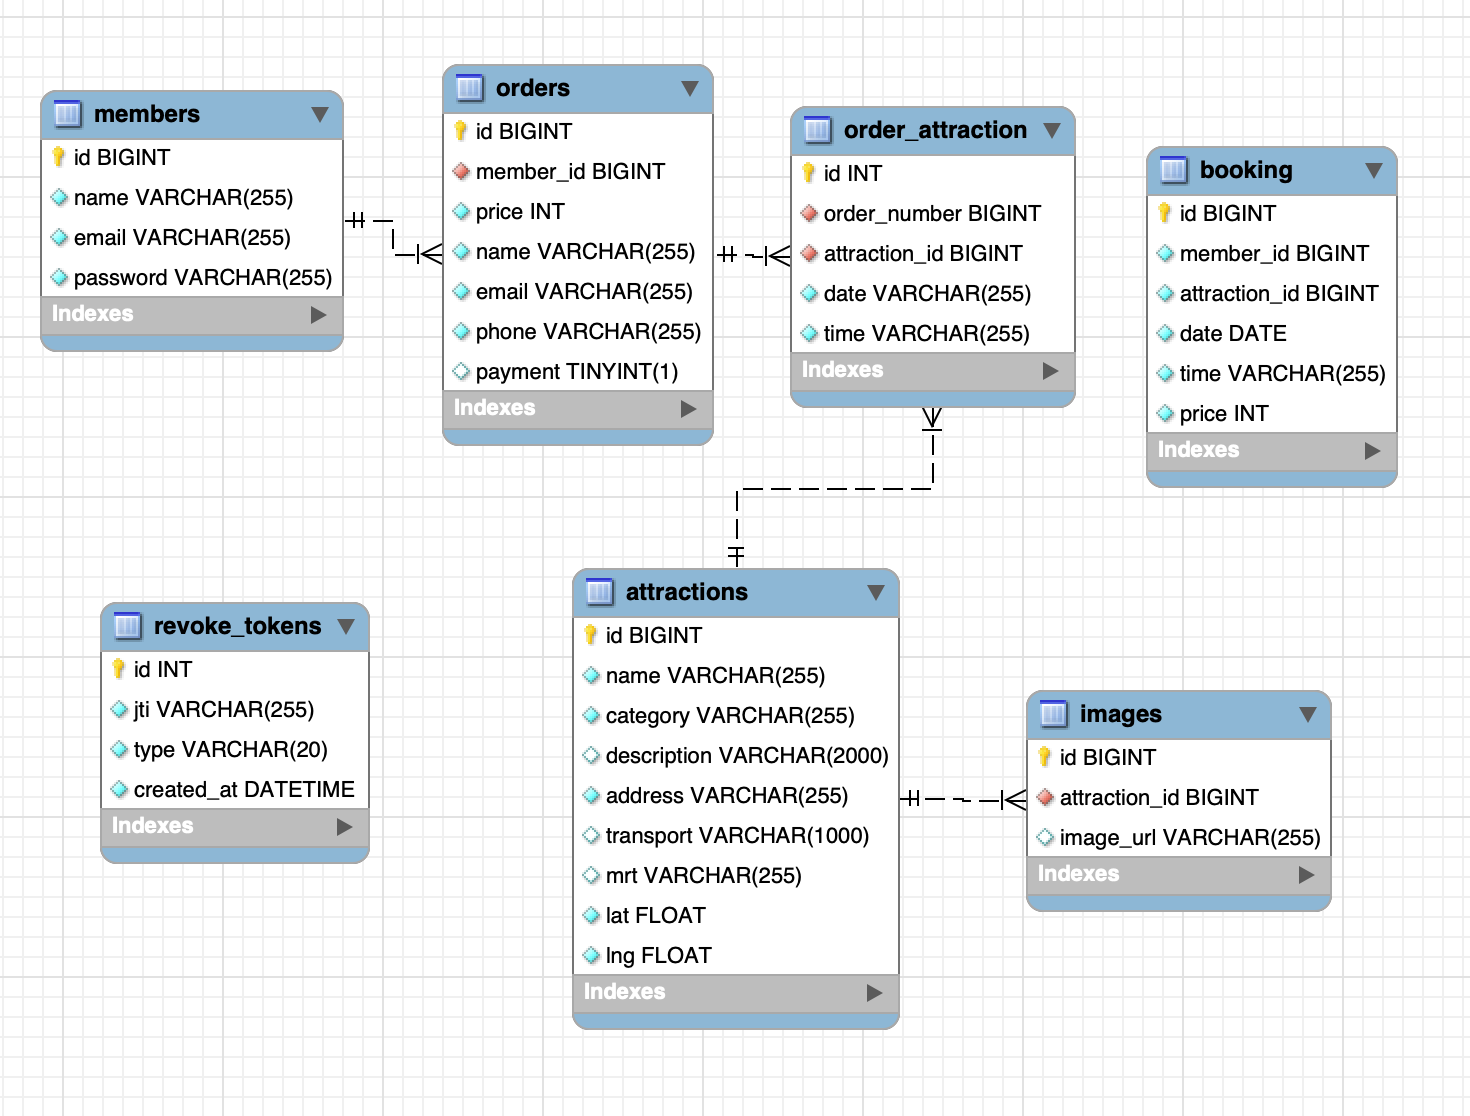 members
id BIGINT
name VARCHAR(255)
email VARCHAR(255)
password VARCHAR(255)
Indexes
orders
id BIGINT
member_id BIGINT
price INT
name VARCHAR(255)
email VARCHAR(255)
phone VARCHAR(255)
payment TINYINT(1)
Indexes
order_attraction
id INT
order_number BIGINT
attraction_id BIGINT
date VARCHAR(255)
time VARCHAR(255)
Indexes
booking
id BIGINT
member_id BIGINT
attraction_id BIGINT
date DATE
time VARCHAR(255)
price INT
Indexes
revoke_tokens
id INT
jti VARCHAR(255)
type VARCHAR(20)
created_at DATETIME
Indexes
attractions
id BIGINT
name VARCHAR(255)
category VARCHAR(255)
description VARCHAR(2000)
address VARCHAR(255)
transport VARCHAR(1000)
mrt VARCHAR(255)
lat FLOAT
lng FLOAT
Indexes
images
id BIGINT
attraction_id BIGINT
image_url VARCHAR(255)
Indexes